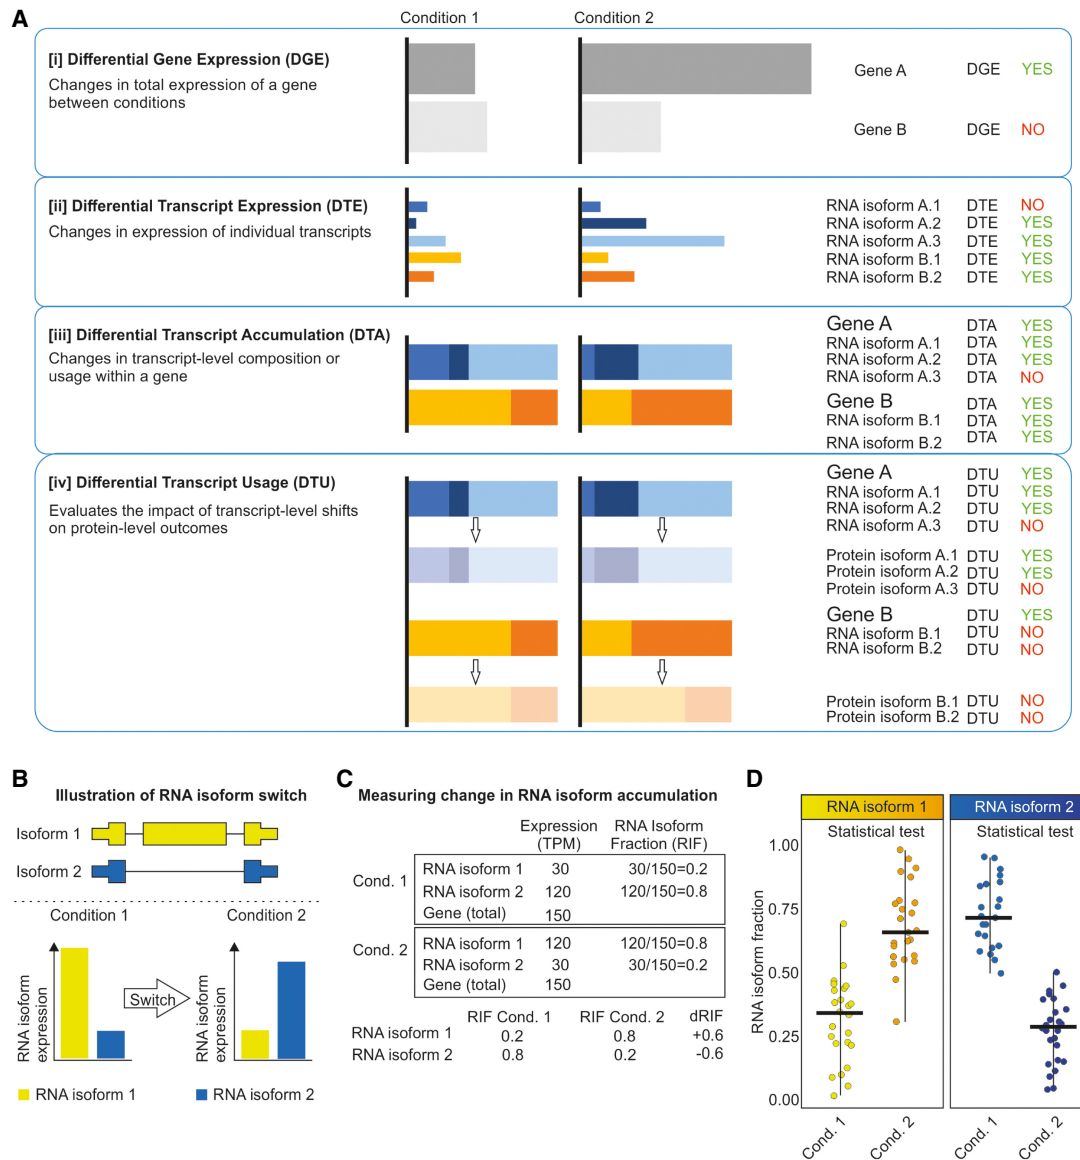 A
Condition 1
Condition 2
[i] Differential Gene Expression (DGE)
Changes in total expression of a gene
between conditions
Gene A DGE YES
Gene B DGE NO
[ii] Differential Transcript Expression (DTE)
Changes in expression of individual transcripts
RNA isoform A.1 DTE NO
RNA isoform A.2 DTE YES
RNA isoform A.3 DTE YES
RNA isoform B.1 DTE YES
RNA isoform B.2 DTE YES
[iii] Differential Transcript Accumulation (DTA)
Changes in transcript-level composition or
usage within a gene
Gene A DTA YES
RNA isoform A.1 DTA YES
RNA isoform A.2 DTA YES
RNA isoform A.3 DTA NO
Gene B DTA YES
RNA isoform B.1 DTA YES
RNA isoform B.2 DTA YES
[iv] Differential Transcript Usage (DTU)
Evaluates the impact of transcript-level shifts
on protein-level outcomes
Gene A DTU YES
RNA isoform A.1 DTU YES
RNA isoform A.2 DTU YES
RNA isoform A.3 DTU NO
Protein isoform A.1 DTU YES
Protein isoform A.2 DTU YES
Protein isoform A.3 DTU NO
Gene B DTU YES
RNA isoform B.1 DTU NO
RNA isoform B.2 DTU NO
Protein isoform B.1 DTU NO
Protein isoform B.2 DTU NO
B
Illustration of RNA isoform switch
Isoform 1
Isoform 2
Condition 1
Condition 2
RNA isoform
expression
Switch
RNA isoform
expression
RNA isoform 1
RNA isoform 2
C
Measuring change in RNA isoform accumulation
Expression RNA Isoform
(TPM) Fraction (RIF)
Cond. 1
RNA isoform 1 30 30/150=0.2
RNA isoform 2 120 120/150=0.8
Gene (total) 150
Cond. 2
RNA isoform 1 120 120/150=0.8
RNA isoform 2 30 30/150=0.2
Gene (total) 150
RIF Cond. 1 RIF Cond. 2 dRIF
RNA isoform 1 0.2 0.8 +0.6
RNA isoform 2 0.8 0.2 -0.6
D
RNA isoform 1
RNA isoform 2
Statistical test
Statistical test
RNA isoform fraction
1.00
0.75
0.50
0.25
0.00
Cond. 1
Cond. 2
Cond. 1
Cond. 2